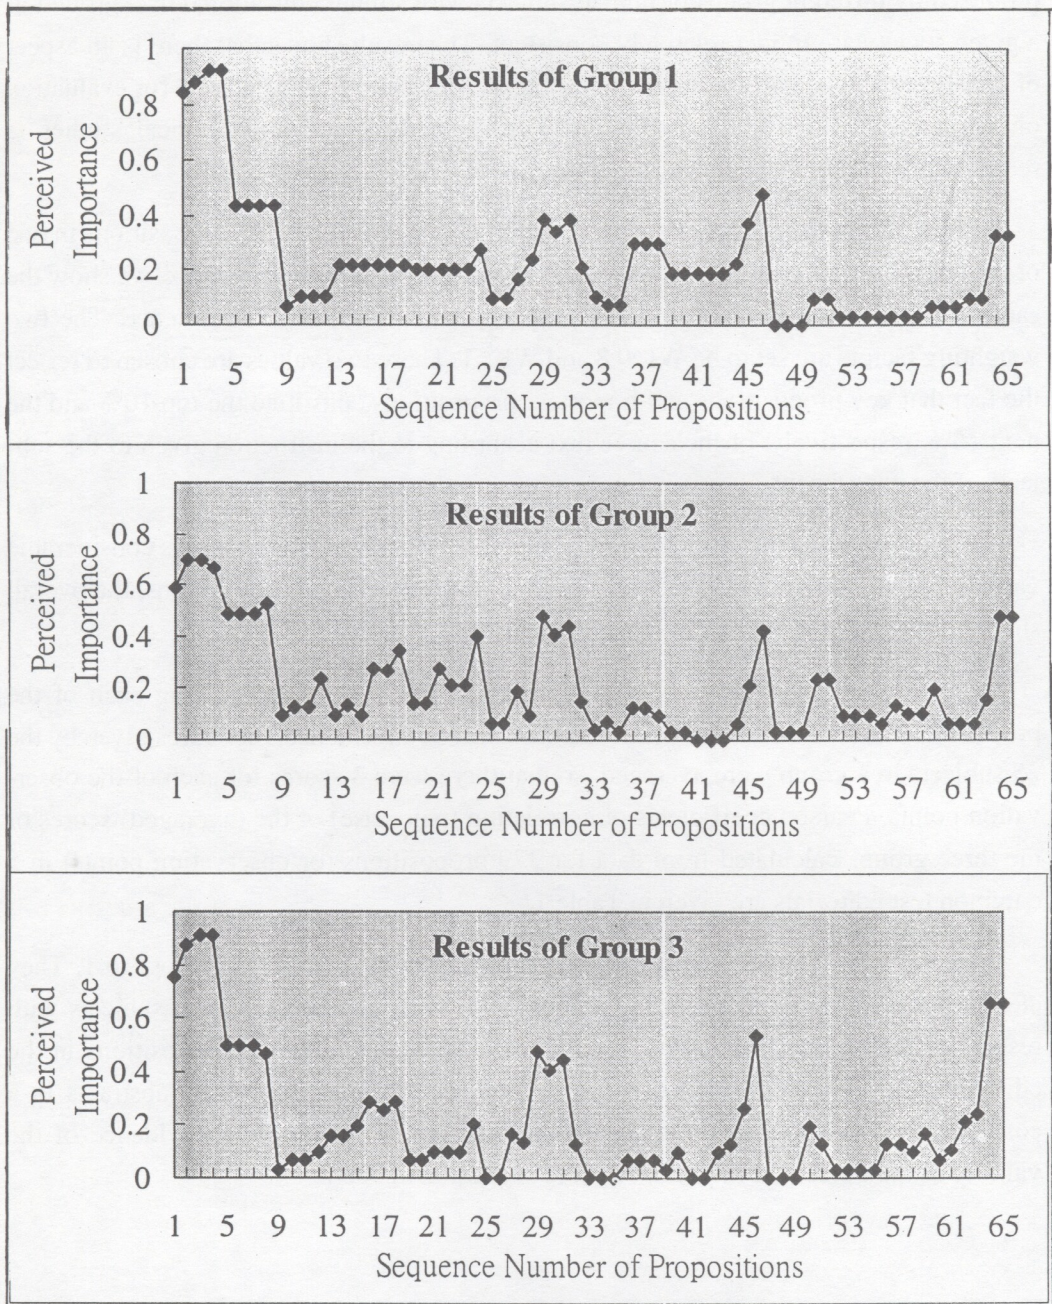 Results of Group 1
Perceived
Importance
1
0.8
0.6
0.4
0.2
0
1 5 9 13 17 21 25 29 33 37 41 45 49 53 57 61 65
Sequence Number of Propositions
Results of Group 2
Perceived
Importance
1
0.8
0.6
0.4
0.2
0
1 5 9 13 17 21 25 29 33 37 41 45 49 53 57 61 65
Sequence Number of Propositions
Results of Group 3
Perceived
Importance
1
0.8
0.6
0.4
0.2
0
1 5 9 13 17 21 25 29 33 37 41 45 49 53 57 61 65
Sequence Number of Propositions